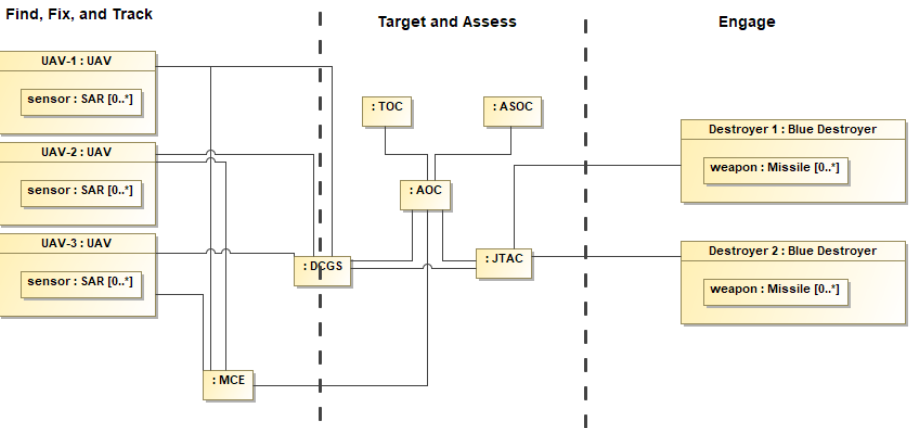 Find, Fix, and Track
Target and Assess
Engage
UAV-1 : UAV
sensor : SAR [0..*]
UAV-2 : UAV
sensor : SAR [0..*]
UAV-3 : UAV
sensor : SAR [0..*]
: TOC
: ASOC
: AOC
: DCGS
: JTAC
: MCE
Destroyer 1 : Blue Destroyer
weapon : Missile [0..*]
Destroyer 2 : Blue Destroyer
weapon : Missile [0..*]